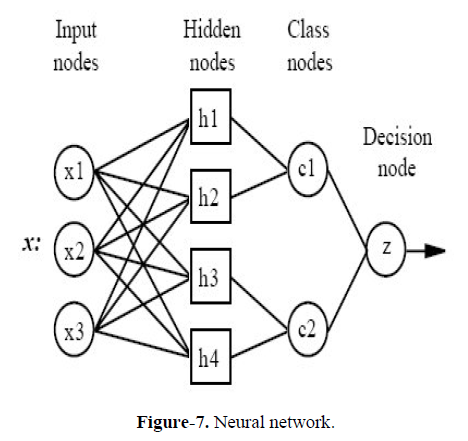 Input
nodes
Hidden
nodes
Class
nodes
Decision
node
x:
x1
x2
x3
h1
h2
h3
h4
c1
c2
z
Figure-7. Neural network.